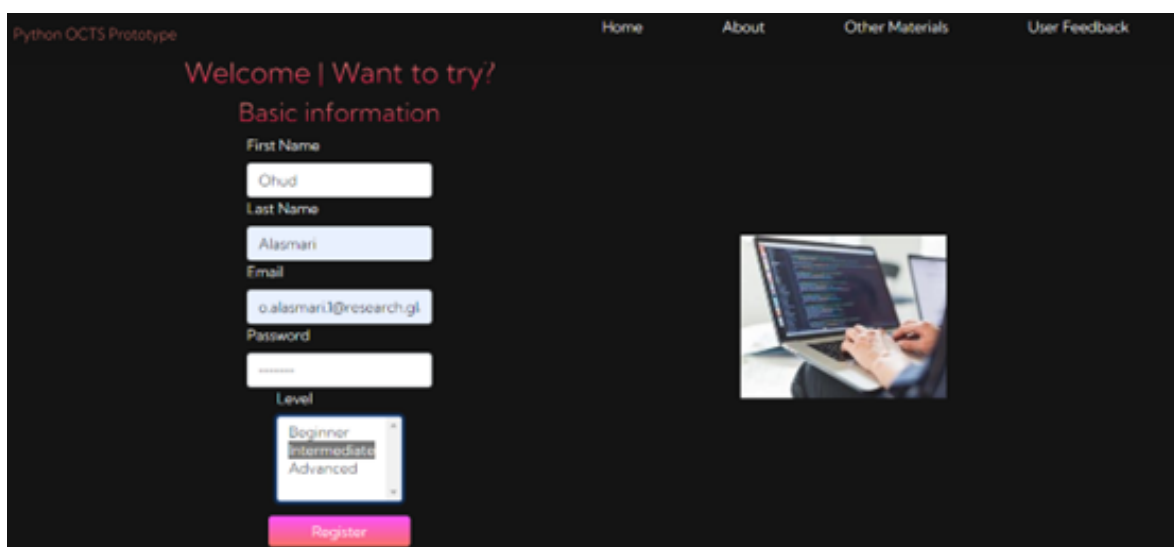 Python OCTS Prototype
Home About Other Materials User Feedback
Welcome | Want to try?
Basic information
First Name
Ohud
Last Name
Alasmari
Email
o.alasmari.1@research.gl
Password
Level
Beginner
Intermediate
Advanced
Register